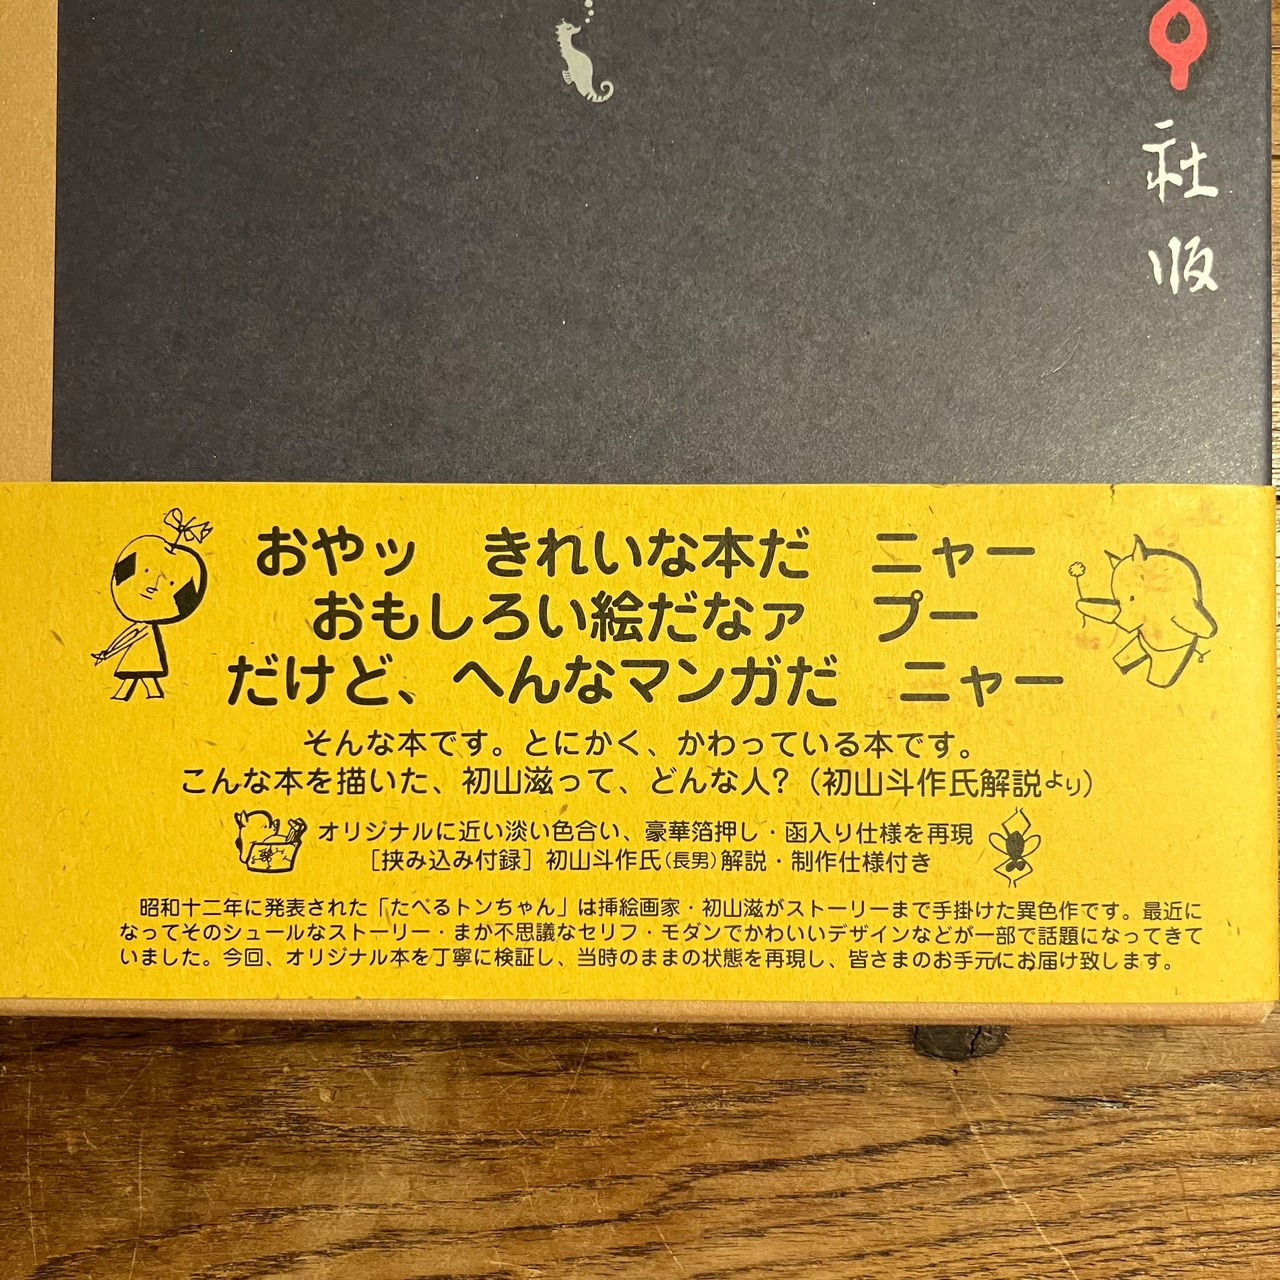 社版
おやッ　きれいな本だ　ニャー
おもしろい絵だなァ　プー
だけど、へんなマンガだ　ニャー
そんな本です。とにかく、かわっている本です。
こんな本を描いた、初山滋って、どんな人?（初山斗作氏解説より）
オリジナルに近い淡い色合い、豪華箔押し・函入り仕様を再現
［挟み込み付録］初山斗作氏（長男）解説・制作仕様付き
昭和十二年に発表された「たべるトンちゃん」は挿絵画家・初山滋がストーリーまで手掛けた異色作です。最近に
なってそのシュールなストーリー・まか不思議なセリフ・モダンでかわいいデザインなどが一部で話題になってきて
いました。今回、オリジナル本を丁寧に検証し、当時のままの状態を再現し、皆さまのお手元にお届け致します。